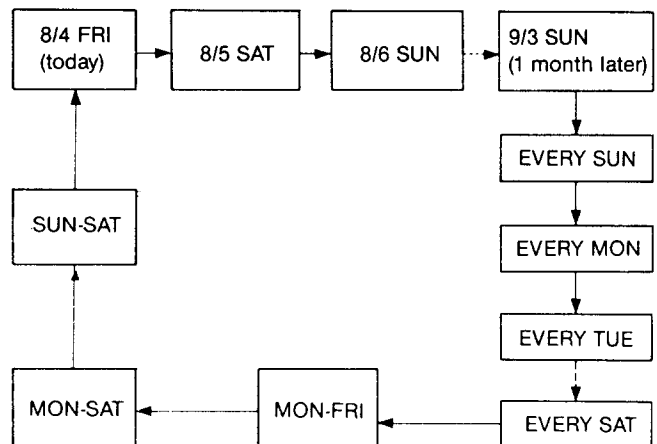 8/4 FRI
(today)
8/5 SAT
8/6 SUN
9/3 SUN
(1 month later)
EVERY SUN
EVERY MON
EVERY TUE
EVERY SAT
MON-FRI
MON-SAT
SUN-SAT